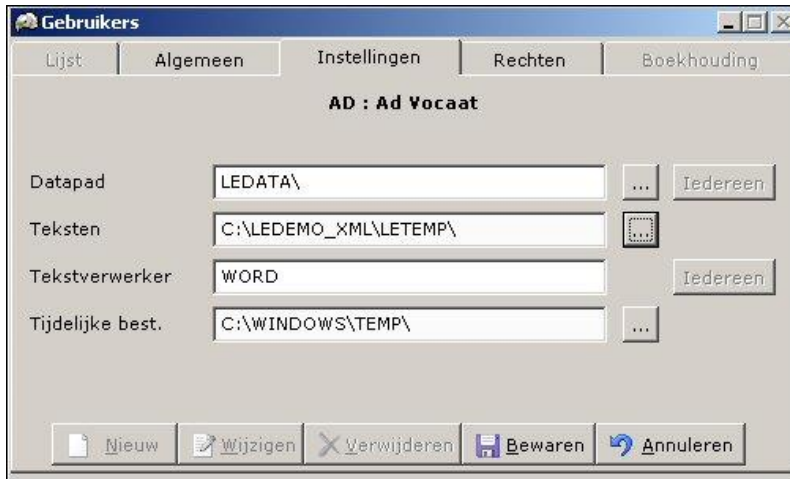 Gebruikers
Lijst Algemeen Instellingen Rechten Boekhouding
AD : Ad Vocaat
Datapad LEDATA\ ... Iedereen
Teksten C:\LEDEMO_XML\LETEMP\ ...
Tekstverwerker WORD Iedereen
Tijdelijke best. C:\WINDOWS\TEMP\ ...
Nieuw Wijzigen Verwijderen Bewaren Annuleren